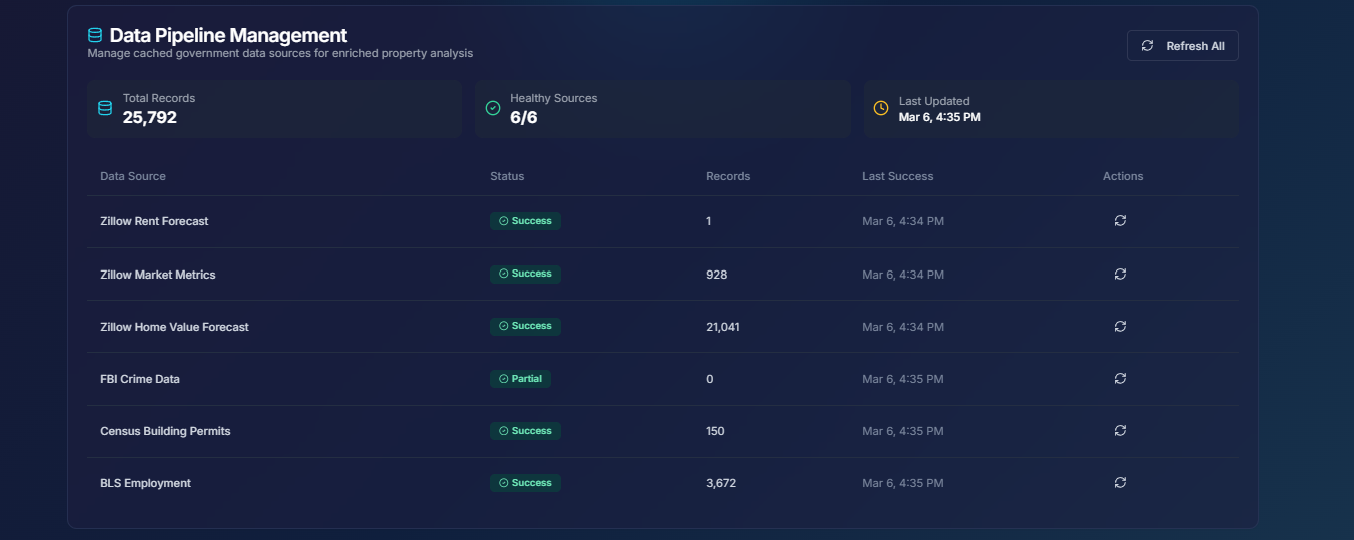 Data Pipeline Management
Manage cached government data sources for enriched property analysis
Refresh All
Total Records
25,792
Healthy Sources
6/6
Last Updated
Mar 6, 4:35 PM
Data Source Status Records Last Success Actions
Zillow Rent Forecast Success 1 Mar 6, 4:34 PM
Zillow Market Metrics Success 928 Mar 6, 4:34 PM
Zillow Home Value Forecast Success 21,041 Mar 6, 4:34 PM
FBI Crime Data Partial 0 Mar 6, 4:35 PM
Census Building Permits Success 150 Mar 6, 4:35 PM
BLS Employment Success 3,672 Mar 6, 4:35 PM